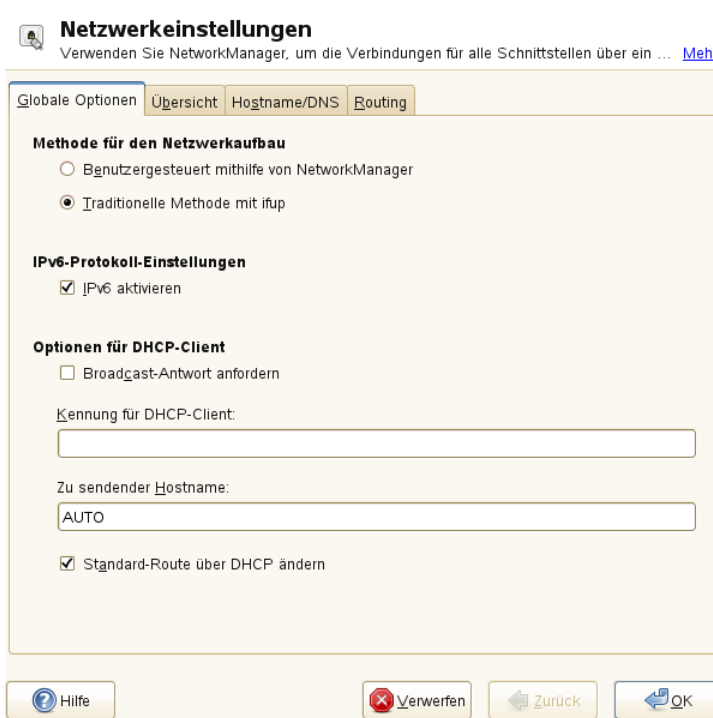 Netzwerkeinstellungen
Verwenden Sie NetworkManager, um die Verbindungen für alle Schnittstellen über ein ... Meh
Globale Optionen Übersicht Hostname/DNS Routing
Methode für den Netzwerkaufbau
Benutzergesteuert mithilfe von NetworkManager
Traditionelle Methode mit ifup
IPv6-Protokoll-Einstellungen
IPv6 aktivieren
Optionen für DHCP-Client
Broadcast-Antwort anfordern
Kennung für DHCP-Client:
Zu sendender Hostname:
AUTO
Standard-Route über DHCP ändern
Hilfe Verwerfen Zurück OK